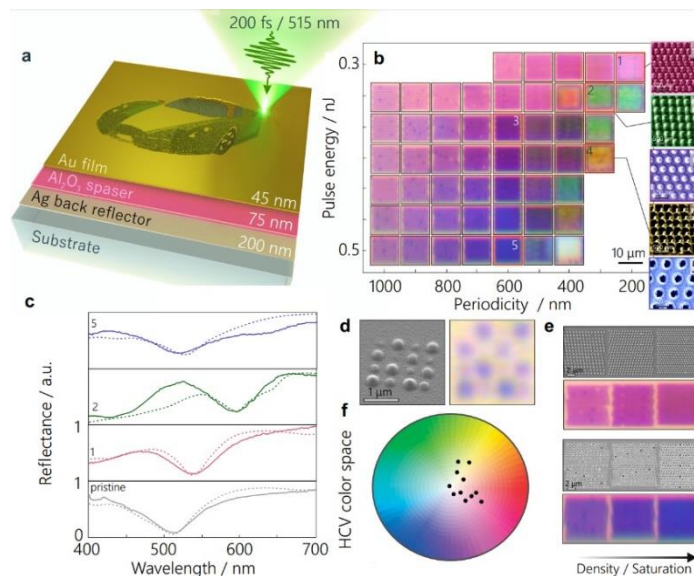 200 fs / 515 nm
a
Au film
45 nm
Al₂O₃ spaser
75 nm
Ag back reflector
200 nm
Substrate
b
Pulse energy / nJ
0.3
0.5
1
2
3
4
5
10 μm
1000 800 600 400 200
Periodicity / nm
c
Reflectance / a.u.
5
2
1
1
pristine
1
0
400 500 600 700
Wavelength / nm
d
1 μm
e
2 μm
2 μm
Density / Saturation
f
HCV color space